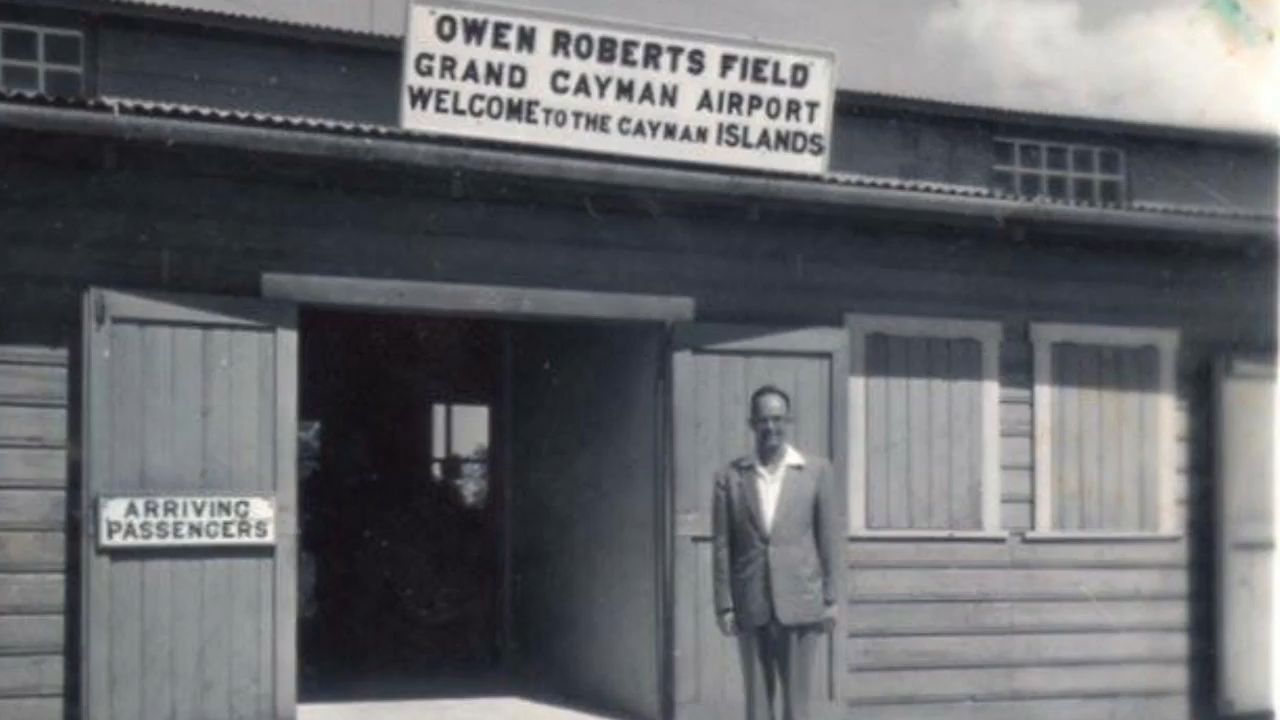 OWEN ROBERTS FIELD
GRAND CAYMAN AIRPORT
WELCOME TO THE CAYMAN ISLANDS
ARRIVING
PASSENGERS